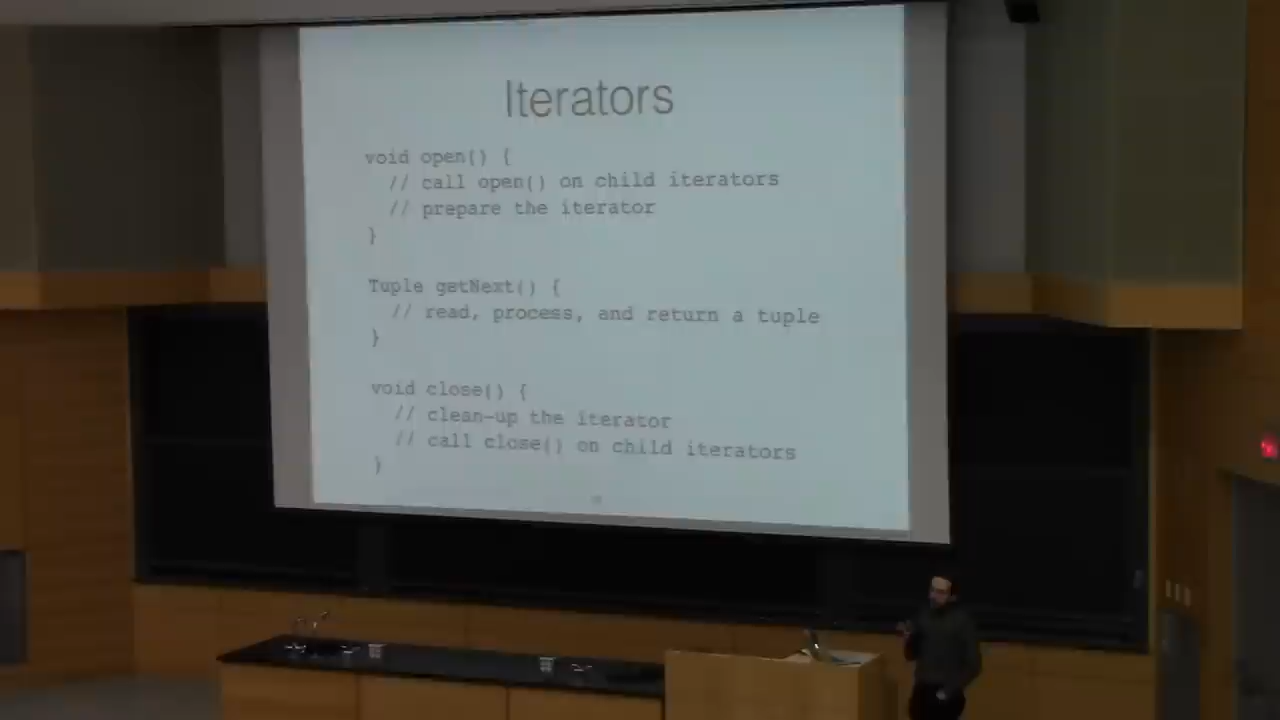 Iterators
void open() {
// call open() on child iterators
// prepare the iterator
}
Tuple getNext() {
// read, process, and return a tuple
}
void close() {
// clean-up the iterator
// call close() on child iterators
}